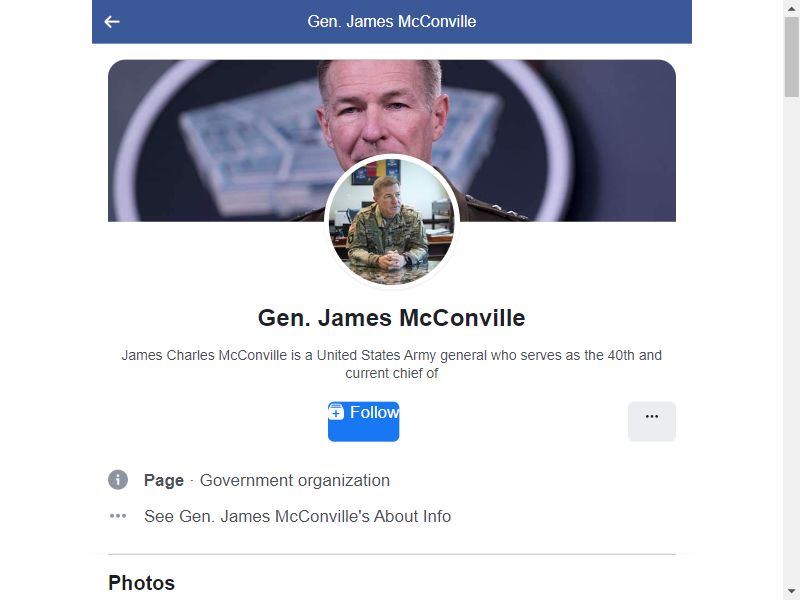 Gen. James McConville
Gen. James McConville
James Charles McConville is a United States Army general who serves as the 40th and
current chief of
Follow
Page · Government organization
See Gen. James McConville's About Info
Photos